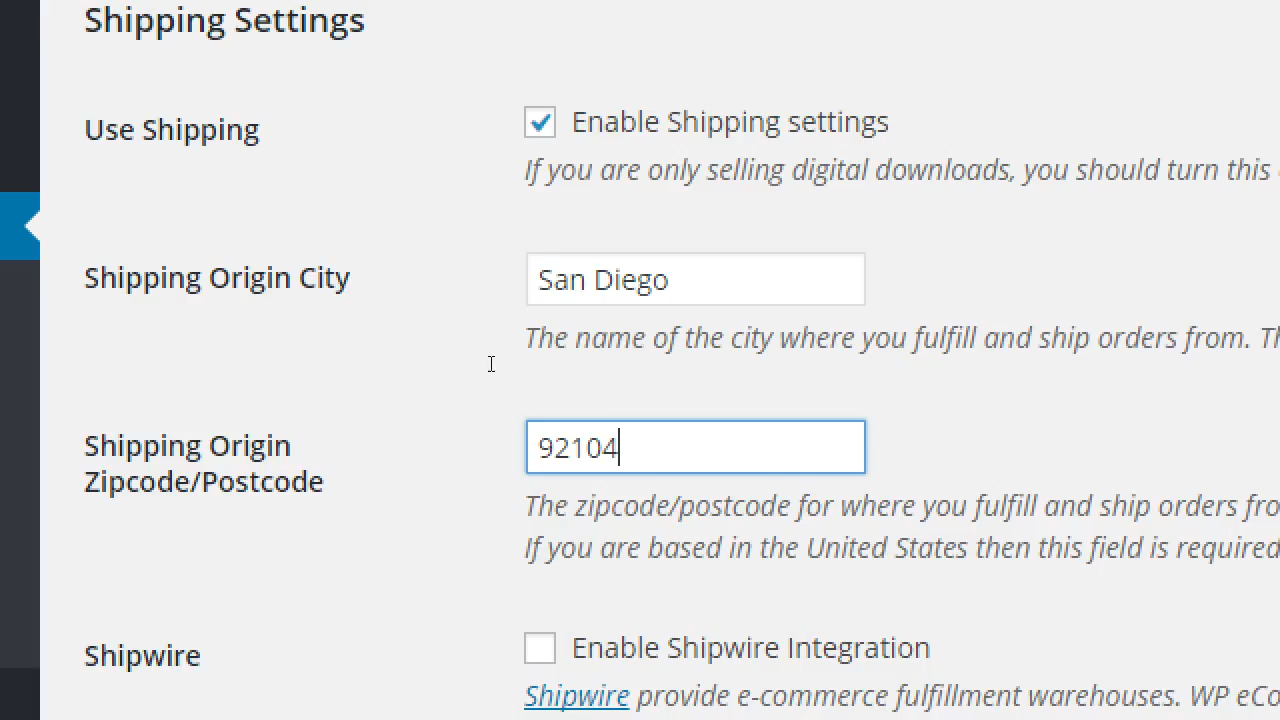 Shipping Settings
Use Shipping
Enable Shipping settings
If you are only selling digital downloads, you should turn this
Shipping Origin City
San Diego
The name of the city where you fulfill and ship orders from.
Shipping Origin
Zipcode/Postcode
92104
The zipcode/postcode for where you fulfill and ship orders
If you are based in the United States then this field is required
Shipwire
Enable Shipwire Integration
Shipwire provide e-commerce fulfillment warehouses. WP